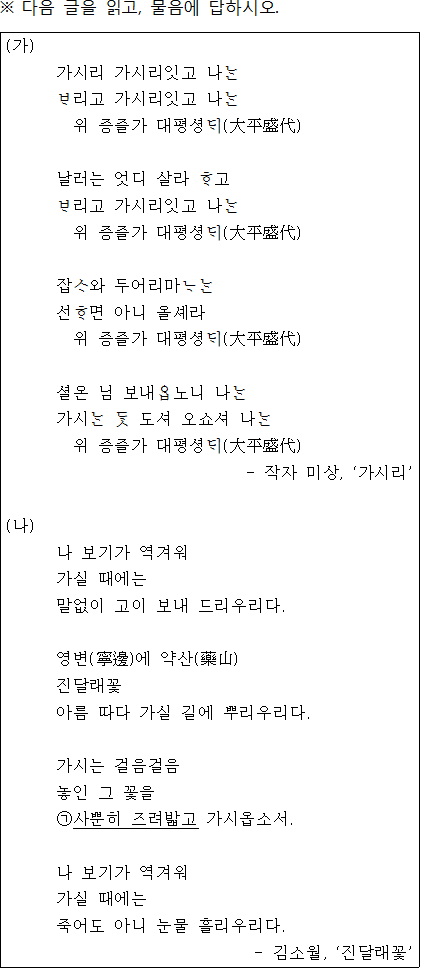 ※ 다음 글을 읽고, 물음에 답하시오.
(가)
가시리 가시리잇고 나ᄂᆞᆫ
ᄇᆞ리고 가시리잇고 나ᄂᆞᆫ
위 증즐가 대평셩ᄃᆡ(大平盛代)
날러는 엇디 살라 ᄒᆞ고
ᄇᆞ리고 가시리잇고 나ᄂᆞᆫ
위 증즐가 대평셩ᄃᆡ(大平盛代)
잡ᄉᆞ와 두어리마ᄂᆞᄂᆞᆫ
선ᄒᆞ면 아니 올셰라
위 증즐가 대평셩ᄃᆡ(大平盛代)
셜온 님 보내ᄋᆞᆸ노니 나ᄂᆞᆫ
가시ᄂᆞᆫ ᄃᆞᆺ 도셔 오쇼셔 나ᄂᆞᆫ
위 증즐가 대평셩ᄃᆡ(大平盛代)
- 작자 미상, ‘가시리’
(나)
나 보기가 역겨워
가실 때에는
말없이 고이 보내 드리우리다.
영변(寧邊)에 약산(藥山)
진달래꽃
아름 따다 가실 길에 뿌리우리다.
가시는 걸음걸음
놓인 그 꽃을
㉠사뿐히 즈려밟고 가시옵소서.
나 보기가 역겨워
가실 때에는
죽어도 아니 눈물 흘리우리다.
- 김소월, ‘진달래꽃’